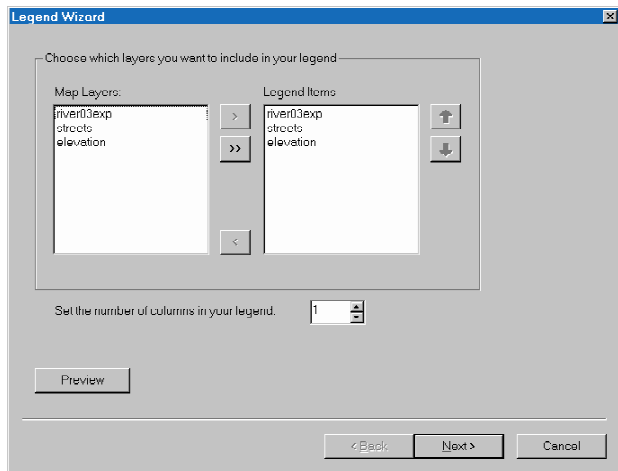 Legend Wizard
Choose which layers you want to include in your legend
Map Layers:
river03exp
streets
elevation
>
>>
<
Legend Items
river03exp
streets
elevation
Set the number of columns in your legend.
1
Preview
< Back
Next >
Cancel